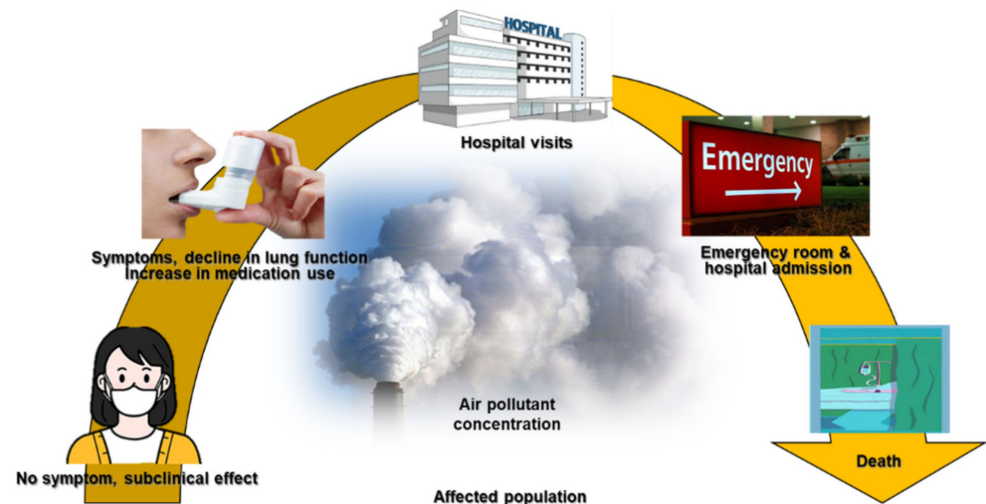 HOSPITAL
Hospital visits
Emergency
Symptoms, decline in lung function
Increase in medication use
Emergency room &
hospital admission
Air pollutant
concentration
No symptom, subclinical effect
Death
Affected population